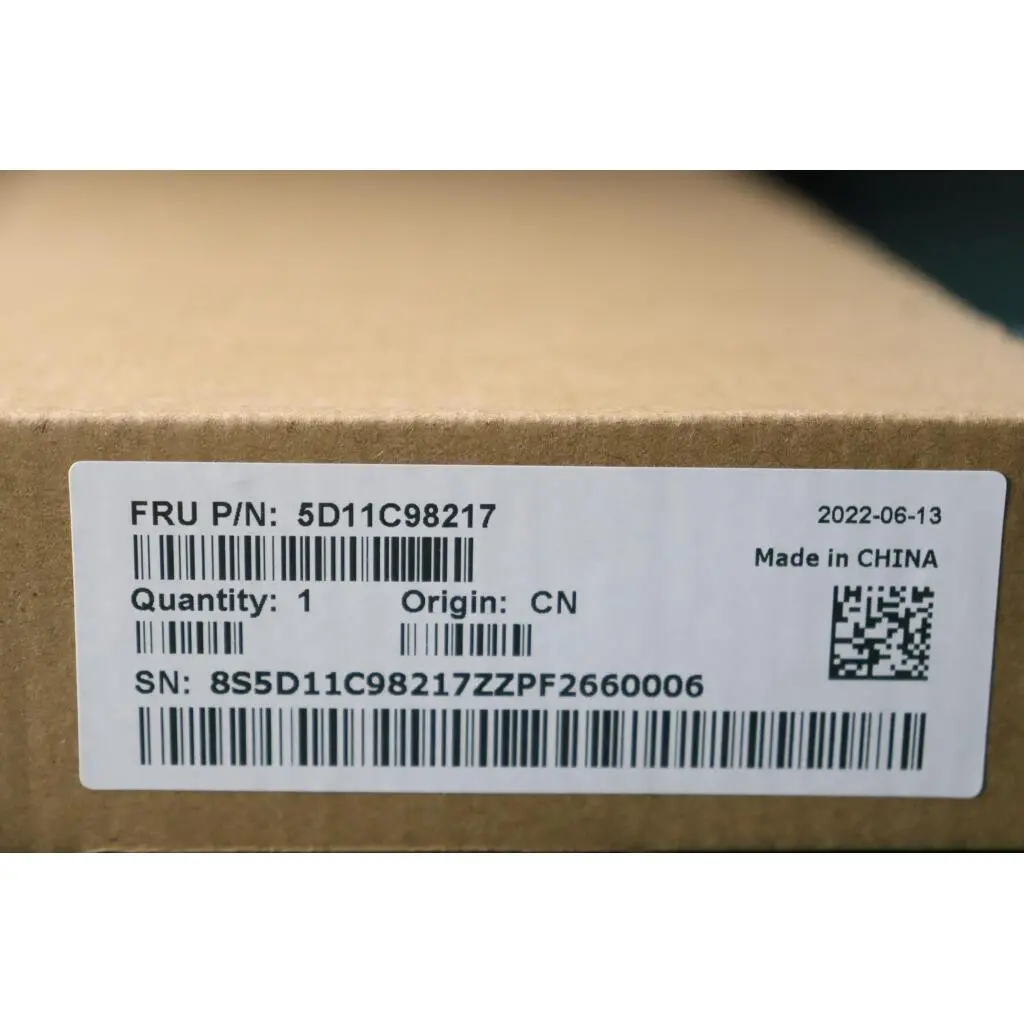 FRU P/N: 5D11C98217
2022-06-13
Made in CHINA
Quantity: 1 Origin: CN
SN: 8S5D11C98217ZZPF2660006